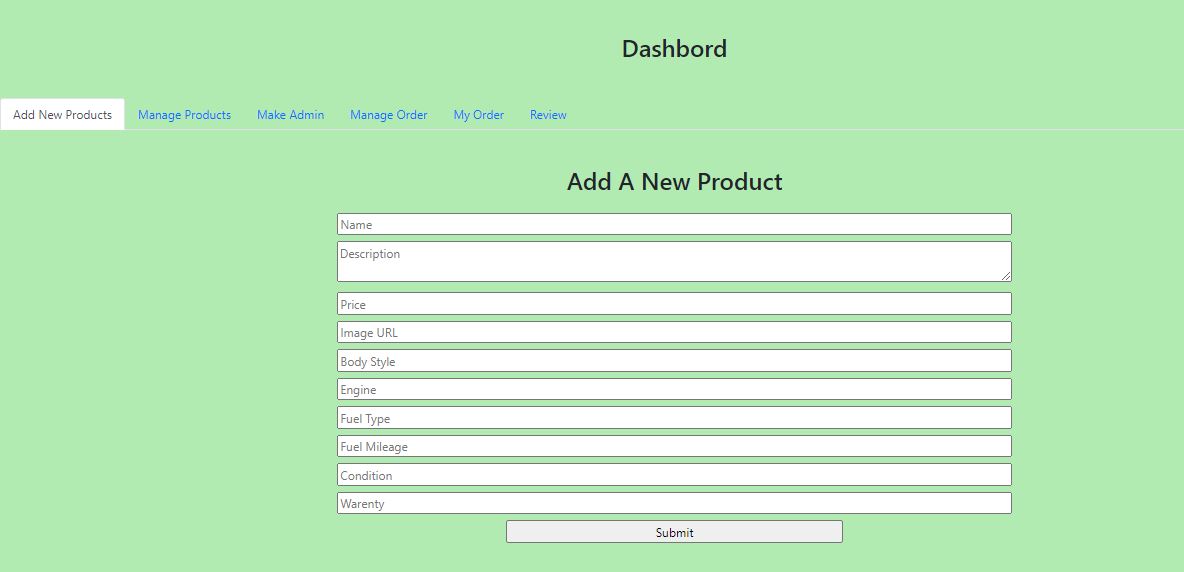 Dashbord
Add New Products Manage Products Make Admin Manage Order My Order Review
Add A New Product
Name
Description
Price
Image URL
Body Style
Engine
Fuel Type
Fuel Mileage
Condition
Warenty
Submit